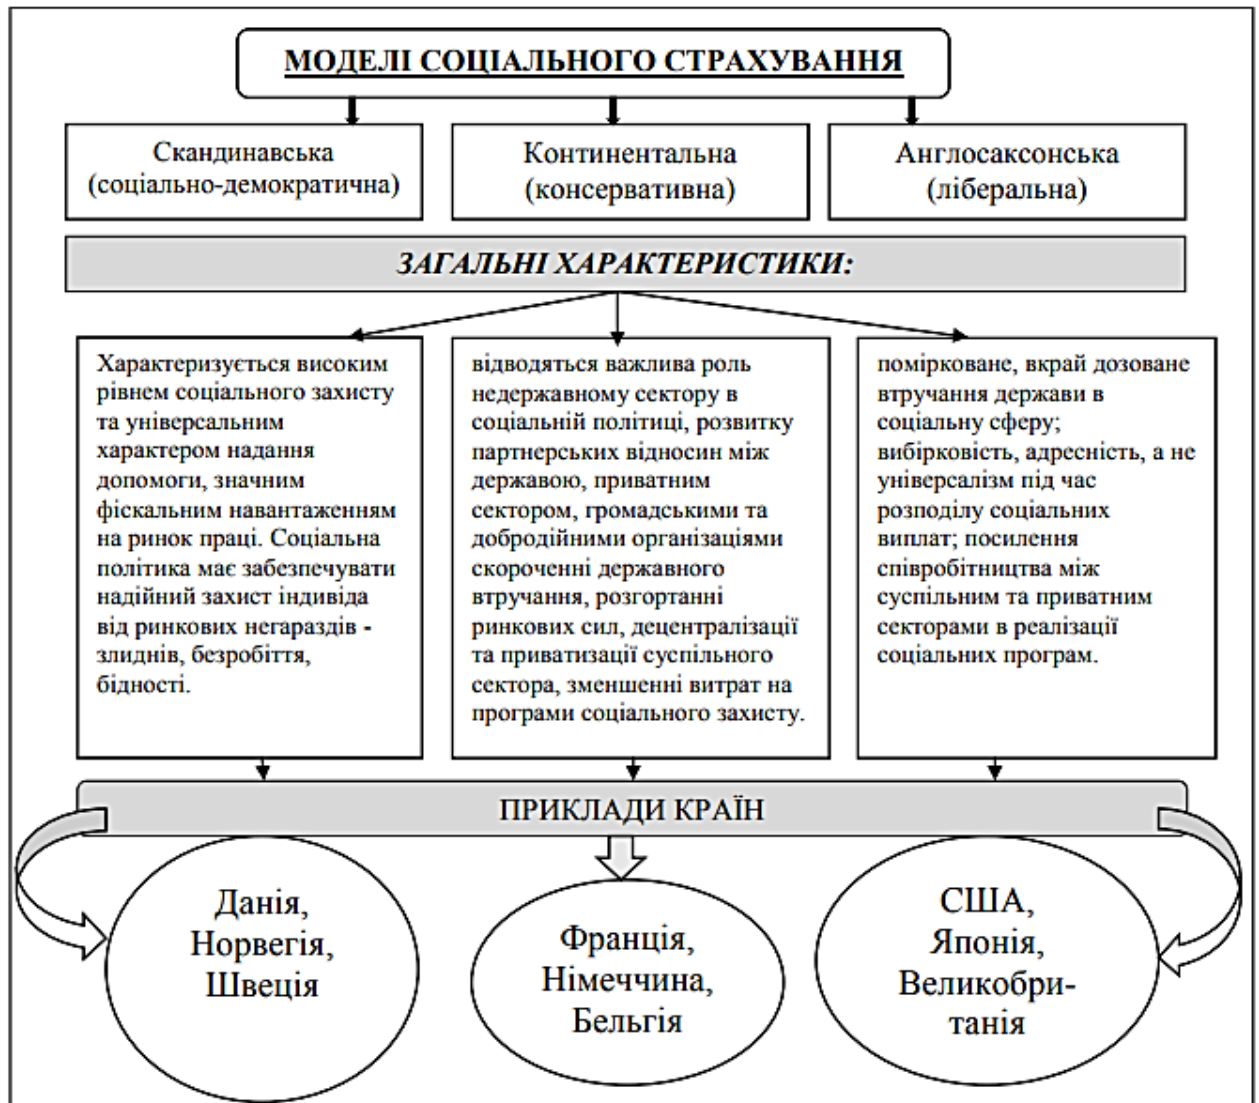 МОДЕЛІ СОЦІАЛЬНОГО СТРАХУВАННЯ
Скандинавська
(соціально-демократична)
Континентальна
(консервативна)
Англосаксонська
(ліберальна)
ЗАГАЛЬНІ ХАРАКТЕРИСТИКИ:
Характеризується високим
рівнем соціального захисту
та універсальним
характером надання
допомоги, значним
фіскальним навантаженням
на ринок праці. Соціальна
політика має забезпечувати
надійний захист індивіда
від ринкових негараздів -
злиднів, безробіття,
бідності.
відводяться важлива роль
недержавному сектору в
соціальній політиці, розвитку
партнерських відносин між
державою, приватним
сектором, громадськими та
добродійними організаціями
скороченні державного
втручання, розгортанні
ринкових сил, децентралізації
та приватизації суспільного
сектора, зменшенні витрат на
програми соціального захисту.
помірковане, вкрай дозоване
втручання держави в
соціальну сферу;
вибірковість, адресність, а не
універсалізм під час
розподілу соціальних
виплат; посилення
співробітництва між
суспільним та приватним
секторами в реалізації
соціальних програм.
ПРИКЛАДИ КРАЇН
Данія,
Норвегія,
Швеція
Франція,
Німеччина,
Бельгія
США,
Японія,
Великобри-
танія